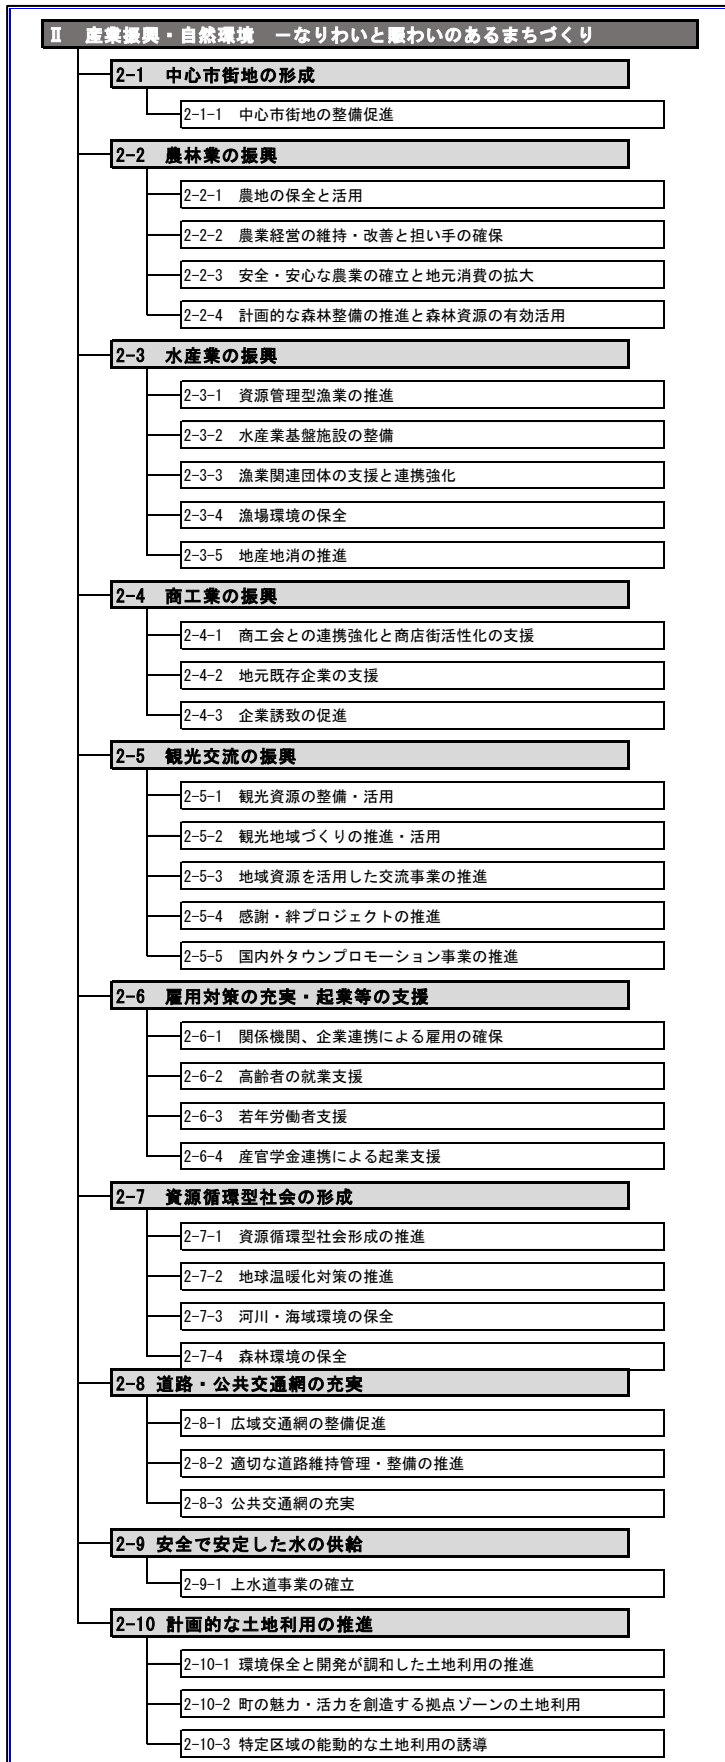 Ⅱ　産業振興・自然環境　－なりわいと賑わいのあるまちづくり
2-1　中心市街地の形成
2-1-1　中心市街地の整備促進
2-2　農林業の振興
2-2-1　農地の保全と活用
2-2-2　農業経営の維持・改善と担い手の確保
2-2-3　安全・安心な農業の確立と地元消費の拡大
2-2-4　計画的な森林整備の推進と森林資源の有効活用
2-3　水産業の振興
2-3-1　資源管理型漁業の推進
2-3-2　水産業基盤施設の整備
2-3-3　漁業関連団体の支援と連携強化
2-3-4　漁場環境の保全
2-3-5　地産地消の推進
2-4　商工業の振興
2-4-1　商工会との連携強化と商店街活性化の支援
2-4-2　地元既存企業の支援
2-4-3　企業誘致の促進
2-5　観光交流の振興
2-5-1　観光資源の整備・活用
2-5-2　観光地域づくりの推進・活用
2-5-3　地域資源を活用した交流事業の推進
2-5-4　感謝・絆プロジェクトの推進
2-5-5　国内外タウンプロモーション事業の推進
2-6　雇用対策の充実・起業等の支援
2-6-1　関係機関、企業連携による雇用の確保
2-6-2　高齢者の就業支援
2-6-3　若年労働者支援
2-6-4　産官学金連携による起業支援
2-7　資源循環型社会の形成
2-7-1　資源循環型社会形成の推進
2-7-2　地球温暖化対策の推進
2-7-3　河川・海域環境の保全
2-7-4　森林環境の保全
2-8 道路・公共交通網の充実
2-8-1 広域交通網の整備促進
2-8-2 適切な道路維持管理・整備の推進
2-8-3 公共交通網の充実
2-9 安全で安定した水の供給
2-9-1 上水道事業の確立
2-10 計画的な土地利用の推進
2-10-1 環境保全と開発が調和した土地利用の推進
2-10-2 町の魅力・活力を創造する拠点ゾーンの土地利用
2-10-3 特定区域の能動的な土地利用の誘導